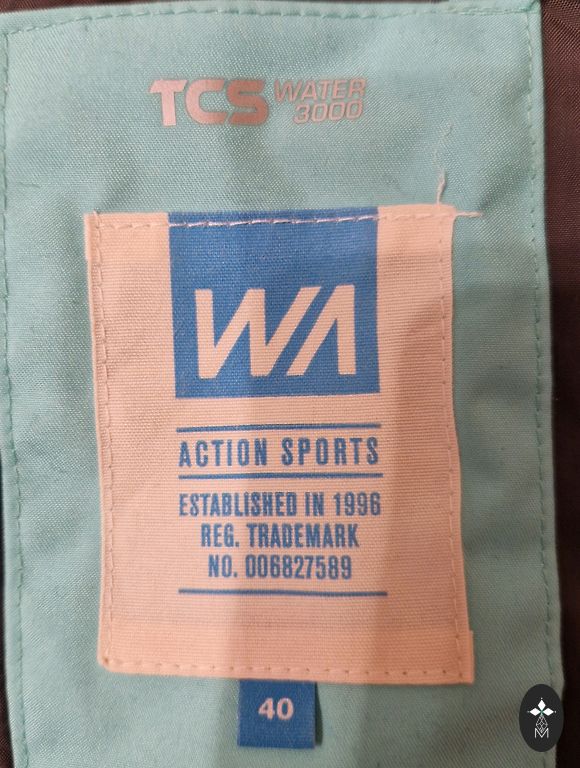 TCS WATER
3000
WA
ACTION SPORTS
ESTABLISHED IN 1996
REG. TRADEMARK
NO. 006827589
40
M